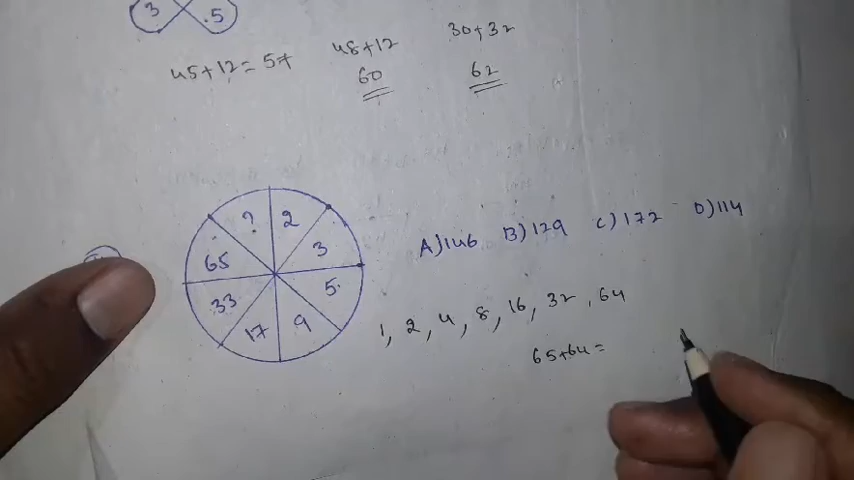 3 5
45+12=57 48+12 30+32
60 62
? 2
65 3
33 5
17 9
A)146 B)129 C)172 D)114
1, 2, 4, 8, 16, 32, 64
65+64=